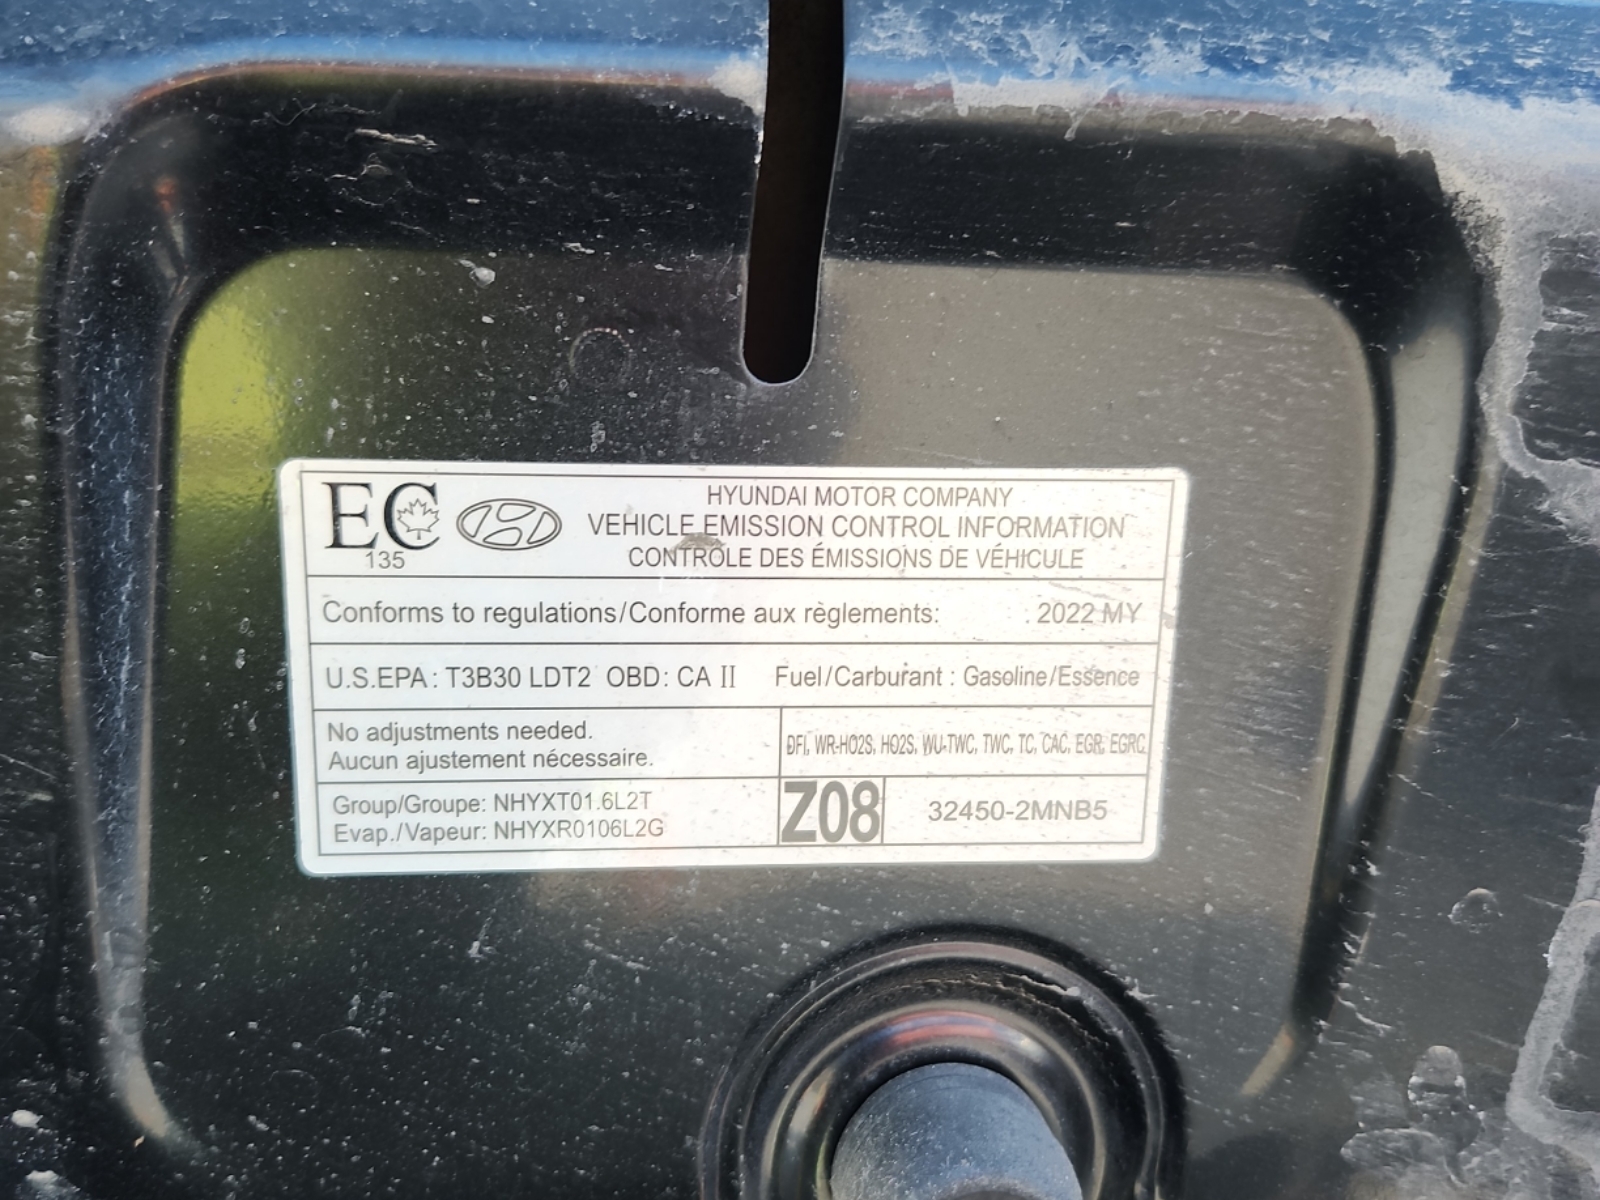 EC
135
HYUNDAI MOTOR COMPANY
VEHICLE EMISSION CONTROL INFORMATION
CONTRÔLE DES ÉMISSIONS DE VÉHICULE
Conforms to regulations/Conforme aux règlements: 2022 MY
U.S.EPA: T3B30 LDT2 OBD: CA II Fuel/Carburant : Gasoline/Essence
No adjustments needed.
Aucun ajustement nécessaire.
DFI, WR-HO2S, HO2S, WU-TWC, TWC, TC, CAC, EGR, EGRC
Group/Groupe: NHYXT01.6L2T
Evap./Vapeur: NHYXR0106L2G
Z08
32450-2MNB5